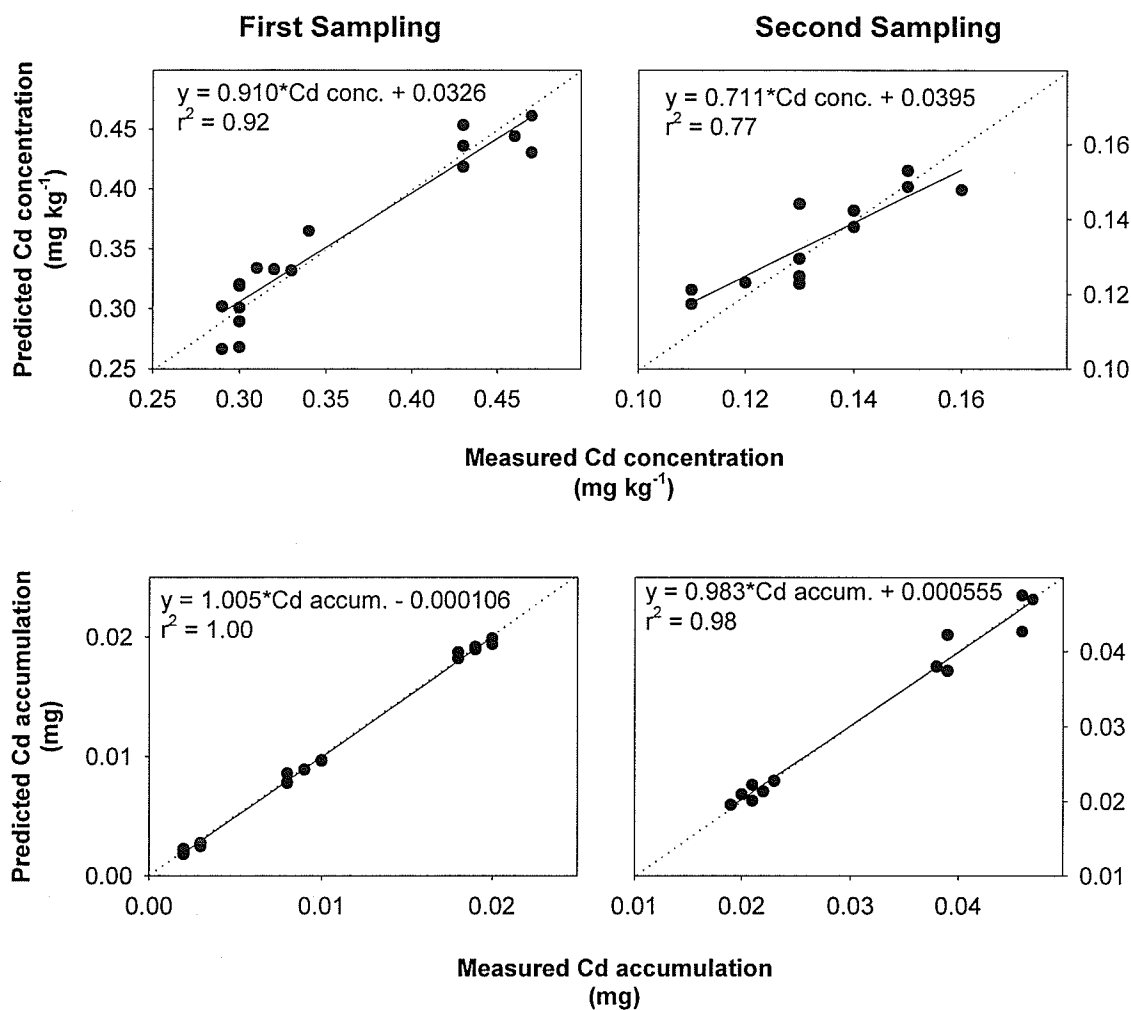 First Sampling
Second Sampling
y = 0.910*Cd conc. + 0.0326
r² = 0.92
y = 0.711*Cd conc. + 0.0395
r² = 0.77
Predicted Cd concentration
(mg kg⁻¹)
0.45
0.40
0.35
0.30
0.25
0.16
0.14
0.12
0.10
0.25 0.30 0.35 0.40 0.45
0.10 0.12 0.14 0.16
Measured Cd concentration
(mg kg⁻¹)
y = 1.005*Cd accum. - 0.000106
r² = 1.00
y = 0.983*Cd accum. + 0.000555
r² = 0.98
Predicted Cd accumulation
(mg)
0.02
0.01
0.00
0.04
0.03
0.02
0.01
0.00 0.01 0.02
0.01 0.02 0.03 0.04
Measured Cd accumulation
(mg)